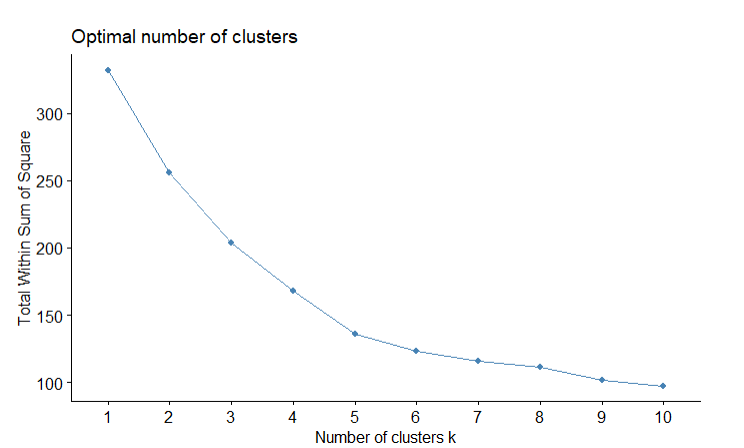 Optimal number of clusters
Total Within Sum of Square
300
250
200
150
100
1 2 3 4 5 6 7 8 9 10
Number of clusters k